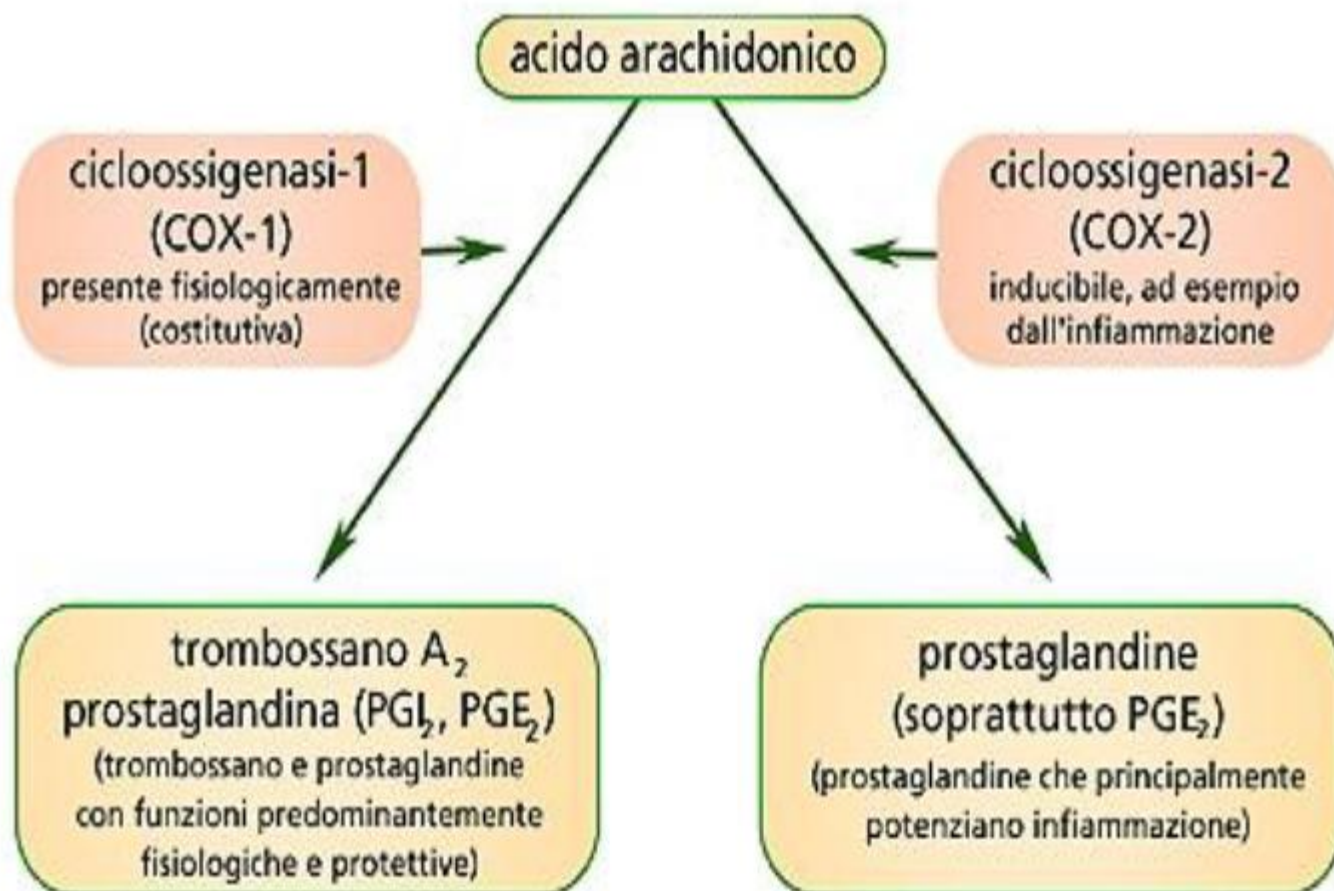 acido arachidonico
cicloossigenasi-1
(COX-1)
presente fisiologicamente
(costitutiva)
cicloossigenasi-2
(COX-2)
inducibile, ad esempio
dall'infiammazione
trombossano A₂
prostaglandina (PGI₂, PGE₂)
(trombossano e prostaglandine
con funzioni predominantemente
fisiologiche e protettive)
prostaglandine
(soprattutto PGE₂)
(prostaglandine che principalmente
potenziano infiammazione)